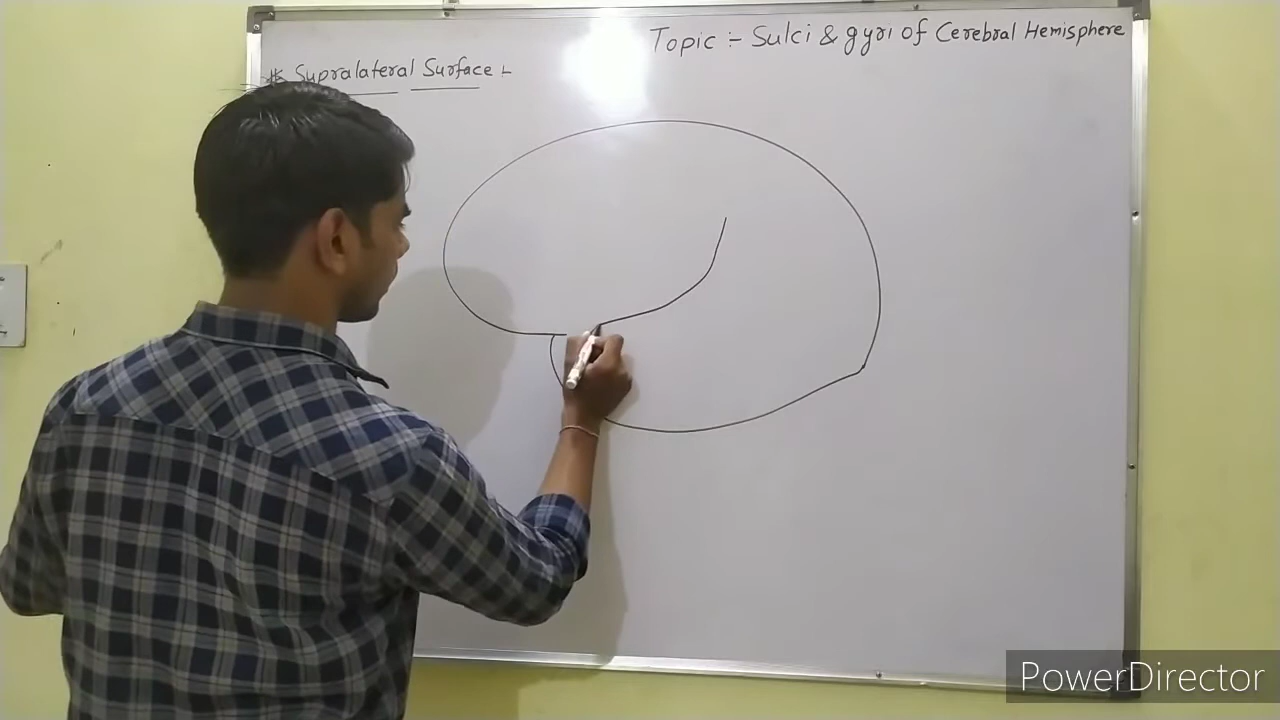 Topic :- Sulci & gyri of Cerebral Hemisphere
* Supralateral Surface :-
PowerDirector